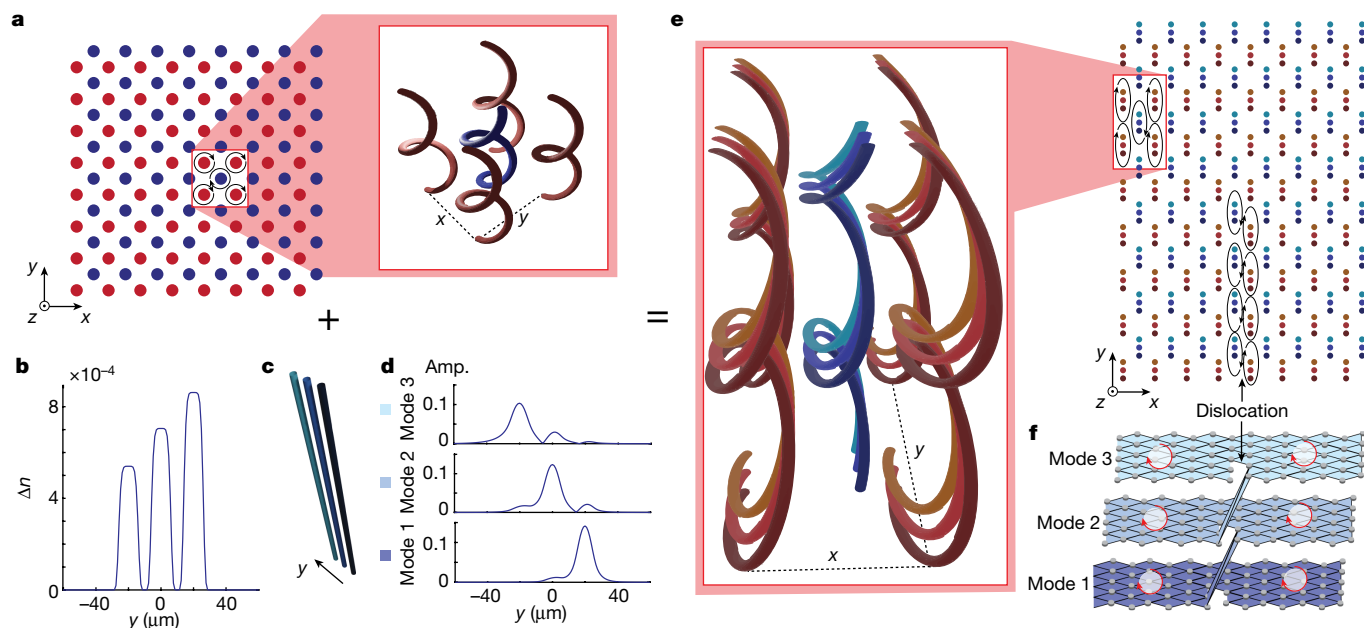 a
x
y
y
z
x
+
=
b
×10⁻⁴
8
4
0
Δn
−40
0
40
y (μm)
c
y
d
Amp.
Mode 3
0.1
0
Mode 2
0.1
0
Mode 1
0.1
0
−40
0
40
y (μm)
e
y
x
y
z
x
Dislocation
f
Mode 3
Mode 2
Mode 1